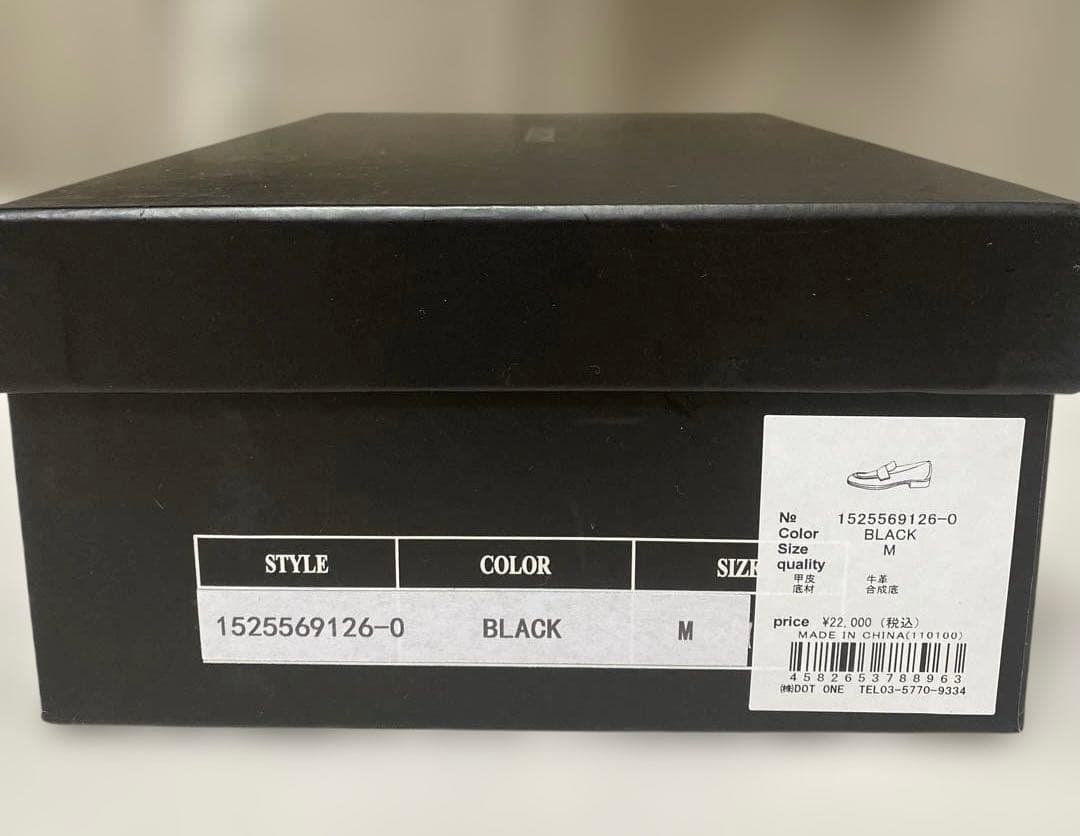 STYLE COLOR SIZE
1525569126-0 BLACK M
№ 1525569126-0
Color BLACK
Size M
quality
甲皮 牛革
底材 合成底
price ¥22,000(税込)
MADE IN CHINA(110100)
4582653788963
㈱DOT ONE TEL03-5770-9334